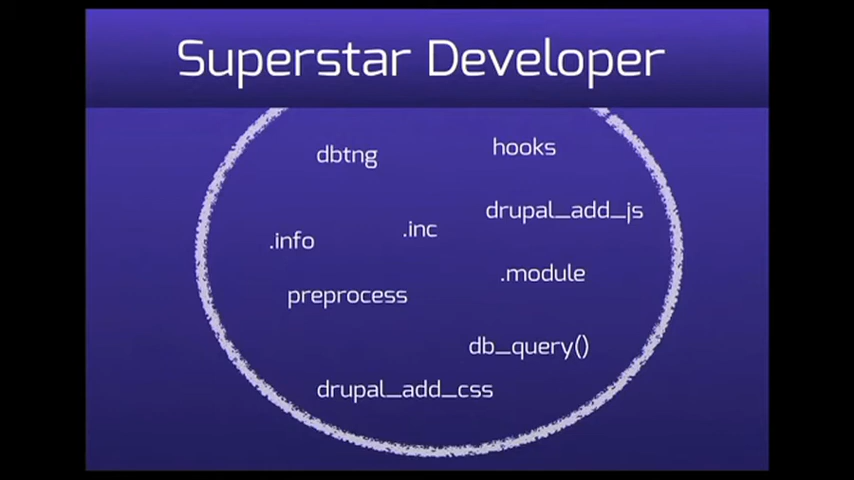 Superstar Developer
dbtng
hooks
drupal_add_js
.inc
.info
.module
preprocess
db_query()
drupal_add_css